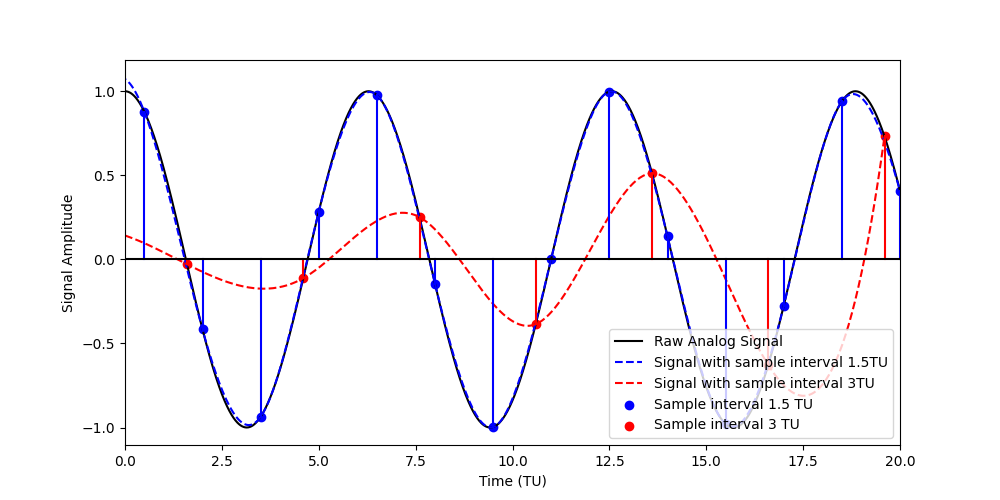 1.0
0.5
0.0
−0.5
−1.0
Signal Amplitude
0.0 2.5 5.0 7.5 10.0 12.5 15.0 17.5 20.0
Time (TU)
Raw Analog Signal
Signal with sample interval 1.5TU
Signal with sample interval 3TU
Sample interval 1.5 TU
Sample interval 3 TU